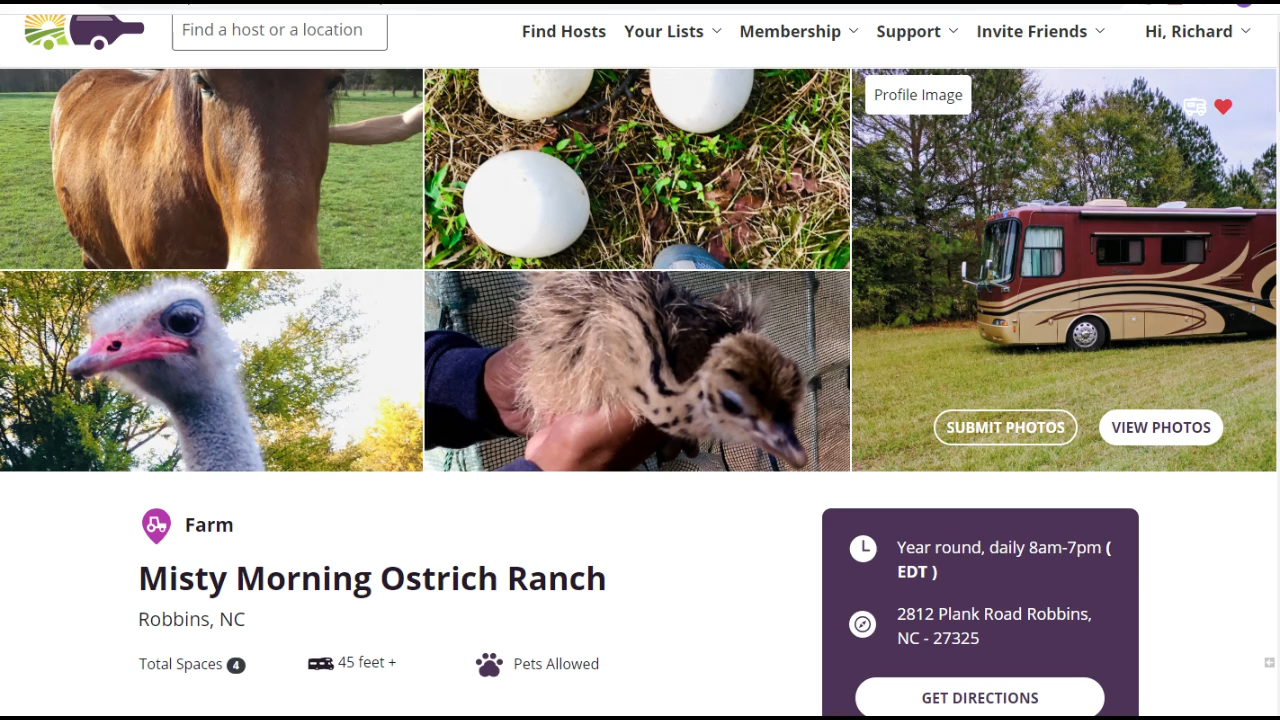 Find a host or a location
Find Hosts
Your Lists
Membership
Support
Invite Friends
Hi, Richard
Profile Image
SUBMIT PHOTOS
VIEW PHOTOS
Farm
Misty Morning Ostrich Ranch
Robbins, NC
Total Spaces 4
45 feet +
Pets Allowed
Year round, daily 8am-7pm (
EDT )
2812 Plank Road Robbins,
NC - 27325
GET DIRECTIONS